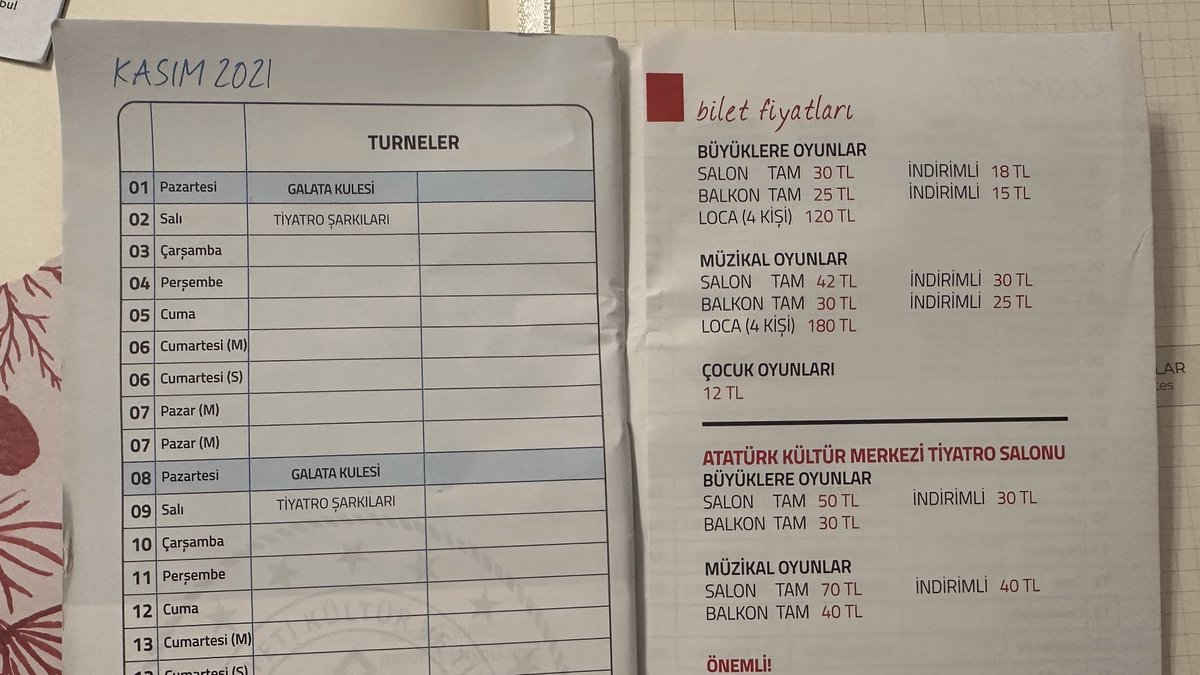 bul
KASIM 2021
TURNELER
01 Pazartesi GALATA KULESİ
02 Salı TİYATRO ŞARKILARI
03 Çarşamba
04 Perşembe
05 Cuma
06 Cumartesi (M)
06 Cumartesi (S)
07 Pazar (M)
07 Pazar (M)
08 Pazartesi GALATA KULESİ
09 Salı TİYATRO ŞARKILARI
10 Çarşamba
11 Perşembe
12 Cuma
13 Cumartesi (M)
13 Cumartesi (S)
bilet fiyatları
BÜYÜKLERE OYUNLAR
SALON TAM 30 TL İNDİRİMLİ 18 TL
BALKON TAM 25 TL İNDİRİMLİ 15 TL
LOCA (4 KİŞİ) 120 TL
MÜZİKAL OYUNLAR
SALON TAM 42 TL İNDİRİMLİ 30 TL
BALKON TAM 30 TL İNDİRİMLİ 25 TL
LOCA (4 KİŞİ) 180 TL
ÇOCUK OYUNLARI
12 TL
ATATÜRK KÜLTÜR MERKEZİ TİYATRO SALONU
BÜYÜKLERE OYUNLAR
SALON TAM 50 TL İNDİRİMLİ 30 TL
BALKON TAM 30 TL
MÜZİKAL OYUNLAR
SALON TAM 70 TL İNDİRİMLİ 40 TL
BALKON TAM 40 TL
ÖNEMLİ!
LAR
tes